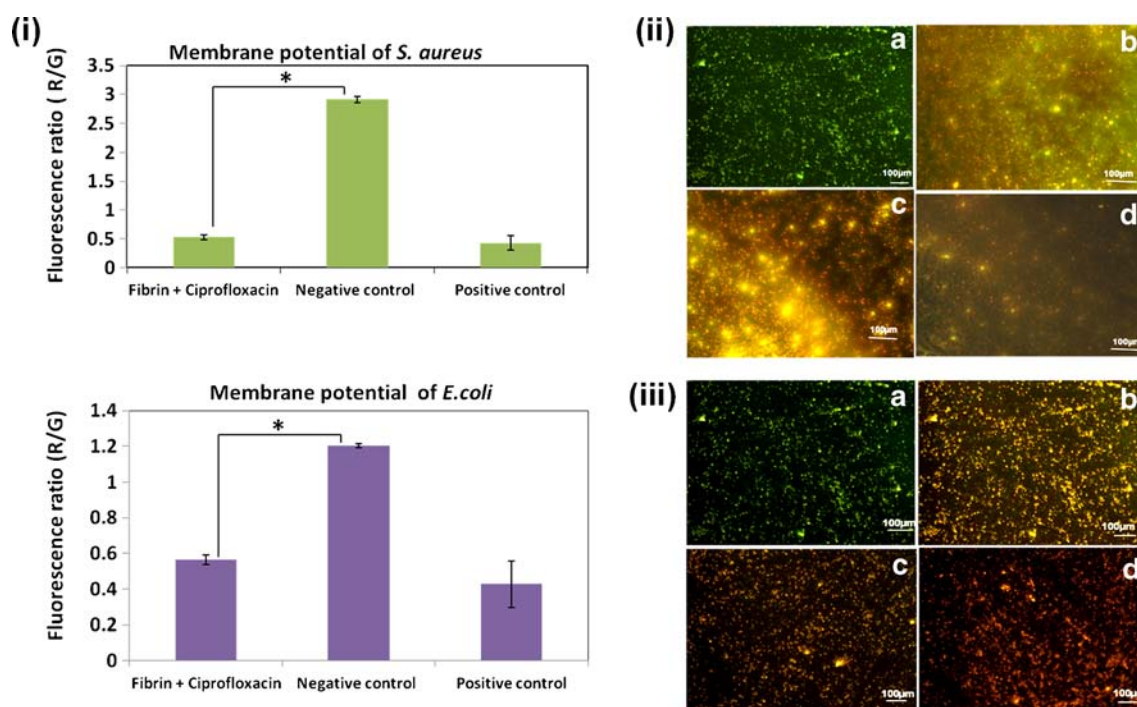 (i)
Membrane potential of S. aureus
Fluorescence ratio ( R/G)
3.5
3
2.5
2
1.5
1
0.5
0
*
Fibrin + Ciprofloxacin Negative control Positive control
Membrane potential of E.coli
Fluorescence ratio (R/G)
1.4
1.2
1
0.8
0.6
0.4
0.2
0
*
Fibrin + Ciprofloxacin Negative control Positive control
(ii)
a
100µm
b
100µm
c
100µm
d
100µm
(iii)
a
100µm
b
100µm
c
100µm
d
100µm